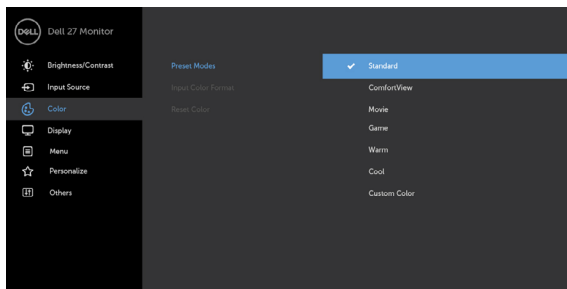 DELL
Dell 27 Monitor
Brightness/Contrast
Input Source
Color
Display
Menu
Personalize
Others
Preset Modes
Input Color Format
Reset Color
Standard
ComfortView
Movie
Game
Warm
Cool
Custom Color